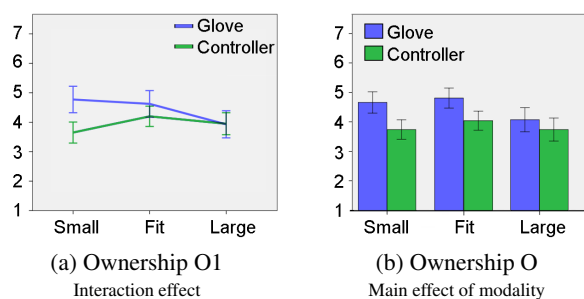 7
6
5
4
3
2
1
Glove
Controller
Small Fit Large
(a) Ownership O1
Interaction effect
7
6
5
4
3
2
1
Glove
Controller
Small Fit Large
(b) Ownership O
Main effect of modality